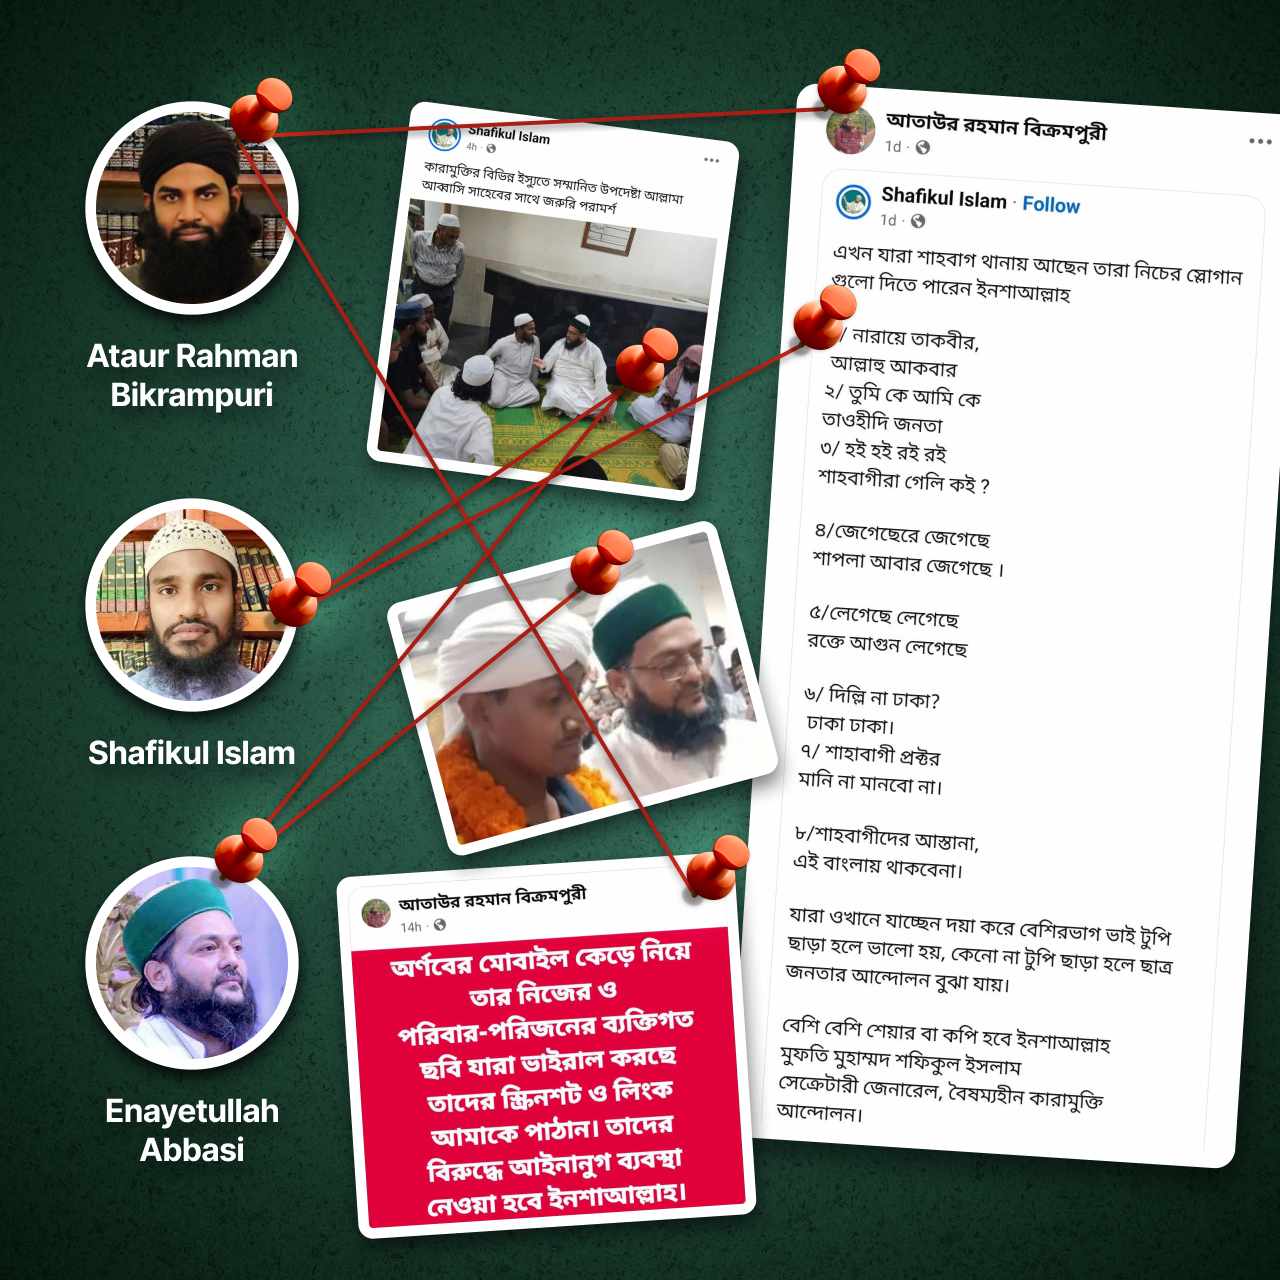 Ataur Rahman
Bikrampuri
Shafikul Islam
Enayetullah
Abbasi
Shafikul Islam
4h
কারামুক্তির বিভিন্ন ইস্যুতে সম্মানিত উপদেষ্টা আল্লামা
আব্বাসি সাহেবের সাথে জরুরি পরামর্শ
আতাউর রহমান বিক্রমপুরী
14h
অর্ণবের মোবাইল কেড়ে নিয়ে
তার নিজের ও
পরিবার-পরিজনের ব্যক্তিগত
ছবি যারা ভাইরাল করছে
তাদের স্ক্রিনশট ও লিংক
আমাকে পাঠান। তাদের
বিরুদ্ধে আইনানুগ ব্যবস্থা
নেওয়া হবে ইনশাআল্লাহ।
আতাউর রহমান বিক্রমপুরী
1d
Shafikul Islam · Follow
1d
এখন যারা শাহবাগ থানায় আছেন তারা নিচের স্লোগান
গুলো দিতে পারেন ইনশাআল্লাহ
/ নারায়ে তাকবীর,
আল্লাহু আকবার
২/ তুমি কে আমি কে
তাওহীদি জনতা
৩/ হই হই রই রই
শাহবাগীরা গেলি কই ?
৪/জেগেছেরে জেগেছে
শাপলা আবার জেগেছে ।
৫/লেগেছে লেগেছে
রক্তে আগুন লেগেছে
৬/ দিল্লি না ঢাকা?
ঢাকা ঢাকা।
৭/ শাহাবাগী প্রক্টর
মানি না মানবো না।
৮/শাহবাগীদের আস্তানা,
এই বাংলায় থাকবেনা।
যারা ওখানে যাচ্ছেন দয়া করে বেশিরভাগ ভাই টুপি
ছাড়া হলে ভালো হয়, কেনো না টুপি ছাড়া হলে ছাত্র
জনতার আন্দোলন বুঝা যায়।
বেশি বেশি শেয়ার বা কপি হবে ইনশাআল্লাহ
মুফতি মুহাম্মদ শফিকুল ইসলাম
সেক্রেটারী জেনারেল, বৈষম্যহীন কারামুক্তি
আন্দোলন।